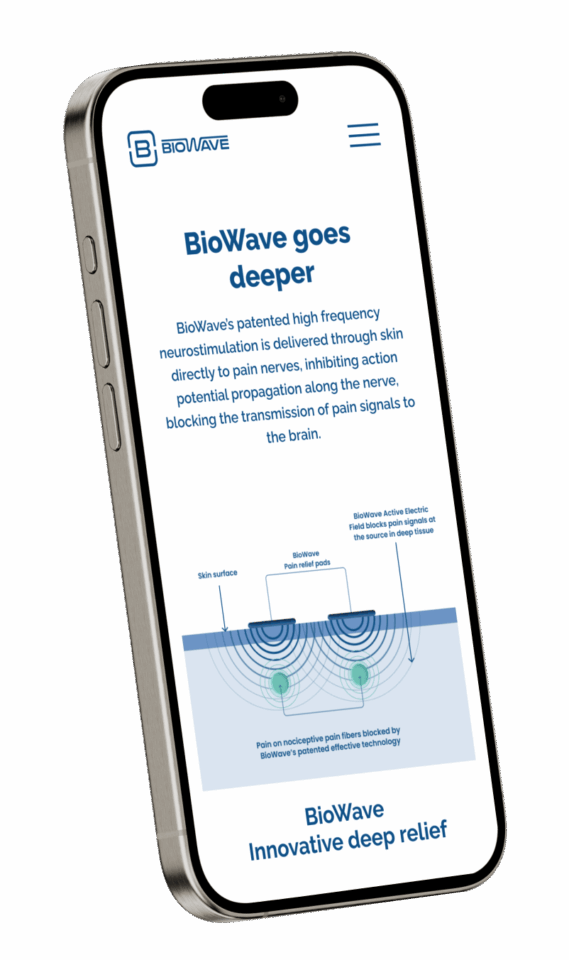 B BIOWAVE
BioWave goes
deeper
BioWave's patented high frequency
neurostimulation is delivered through skin
directly to pain nerves, inhibiting action
potential propagation along the nerve,
blocking the transmission of pain signals to
the brain.
BioWave Active Electric
Field blocks pain signals at
the source in deep tissue
BioWave
Pain relief pads
Skin surface
Pain on nociceptive pain fibers blocked by
BioWave's patented effective technology
BioWave
Innovative deep relief